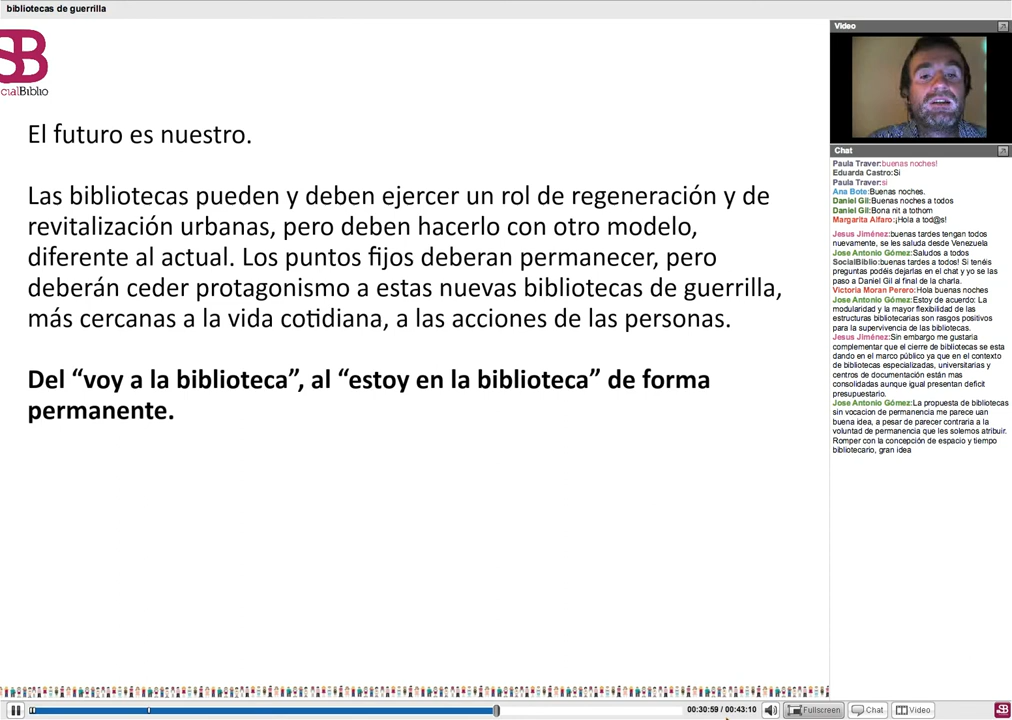 bibliotecas de guerrilla
SB
cialBiblio
El futuro es nuestro.
Las bibliotecas pueden y deben ejercer un rol de regeneración y de
revitalización urbanas, pero deben hacerlo con otro modelo,
diferente al actual. Los puntos fijos deberan permanecer, pero
deberán ceder protagonismo a estas nuevas bibliotecas de guerrilla,
más cercanas a la vida cotidiana, a las acciones de las personas.
Del “voy a la biblioteca”, al “estoy en la biblioteca” de forma
permanente.
Video
Chat
Paula Traver:buenas noches!
Eduarda Castro:Si
Paula Traver:si
Ana Bote:Buenas noches.
Daniel Gil:Buenas noches a todos
Daniel Gil:Bona nit a tothom
Margarita Alfaro:¡Hola a tod@s!
Jesus Jiménez:buenas tardes tengan todos
nuevamente, se les saluda desde Venezuela
Jose Antonio Gómez:Saludos a todos
SocialBiblio:buenas tardes a todos! Si tenéis
preguntas podéis dejarlas en el chat y yo se las
paso a Daniel Gil al final de la charla.
Victoria Moran Perero:Hola buenas noches
Jose Antonio Gómez:Estoy de acuerdo: La
modularidad y la mayor flexibilidad de las
estructuras bibliotecarias son rasgos positivos
para la supervivencia de las bibliotecas.
Jesus Jiménez:Sin embargo me gustaria
complementar que el cierre de bibliotecas se esta
dando en el marco público ya que en el contexto
de bibliotecas especializadas, universitarias y
centros de documentación están mas
consolidadas aunque igual presentan deficit
presupuestario.
Jose Antonio Gómez:La propuesta de bibliotecas
sin vocacion de permanencia me parece uan
buena idea, a pesar de parecer contraria a la
voluntad de permanencia que les solemos atribuir.
Romper con la concepción de espacio y tiempo
bibliotecario, gran idea
00:30:59 / 00:43:10
Fullscreen
Chat
Video
SB